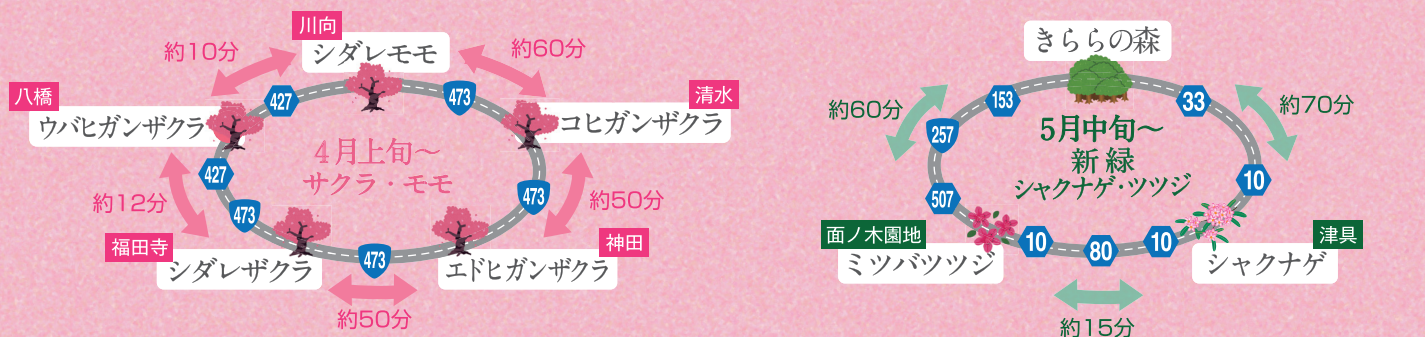 川向
シダレモモ
約10分
約60分
八橋
ウバヒガンザクラ
427
473
清水
コヒガンザクラ
4月上旬～
サクラ・モモ
427
473
約12分
473
約50分
福田寺
シダレザクラ
473
神田
エドヒガンザクラ
約50分
きららの森
約60分
153
33
約70分
257
5月中旬～
新緑
シャクナゲ・ツツジ
507
10
面ノ木園地
ミツバツツジ
10
80
10
津具
シャクナゲ
約15分